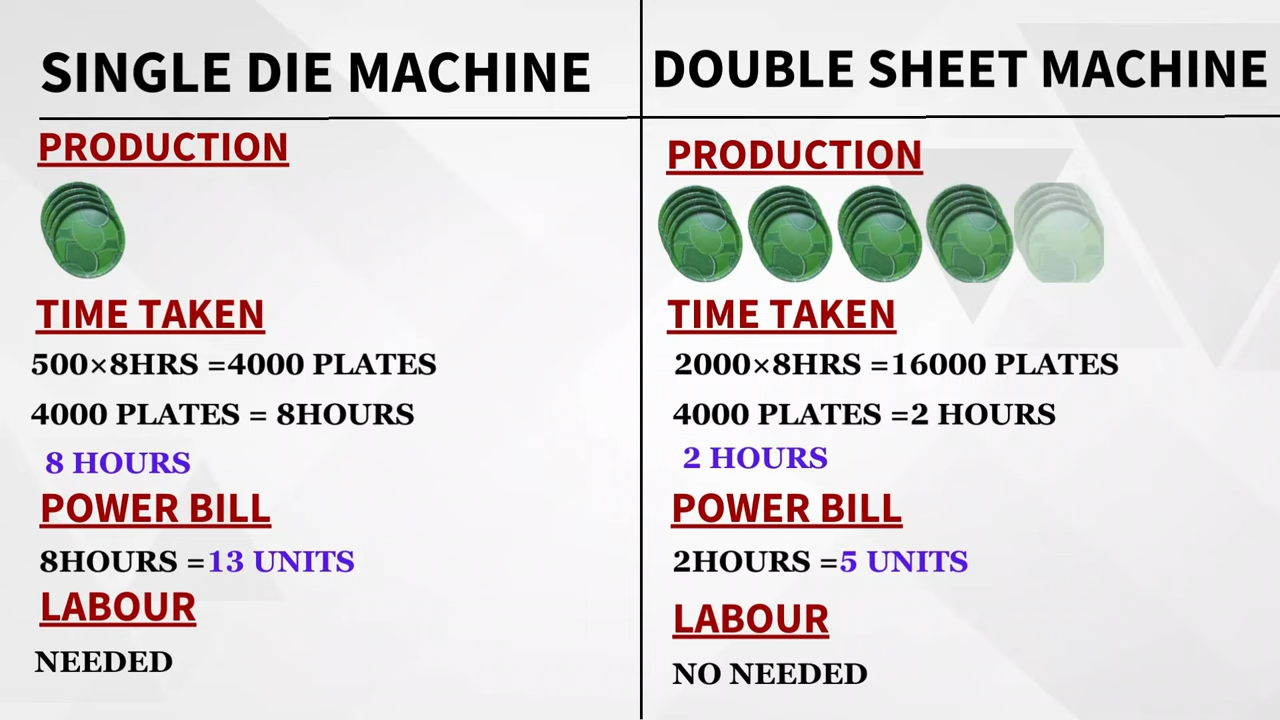 SINGLE DIE MACHINE
PRODUCTION
TIME TAKEN
500×8HRS =4000 PLATES
4000 PLATES = 8HOURS
8 HOURS
POWER BILL
8HOURS =13 UNITS
LABOUR
NEEDED
DOUBLE SHEET MACHINE
PRODUCTION
TIME TAKEN
2000×8HRS =16000 PLATES
4000 PLATES =2 HOURS
2 HOURS
POWER BILL
2HOURS =5 UNITS
LABOUR
NO NEEDED